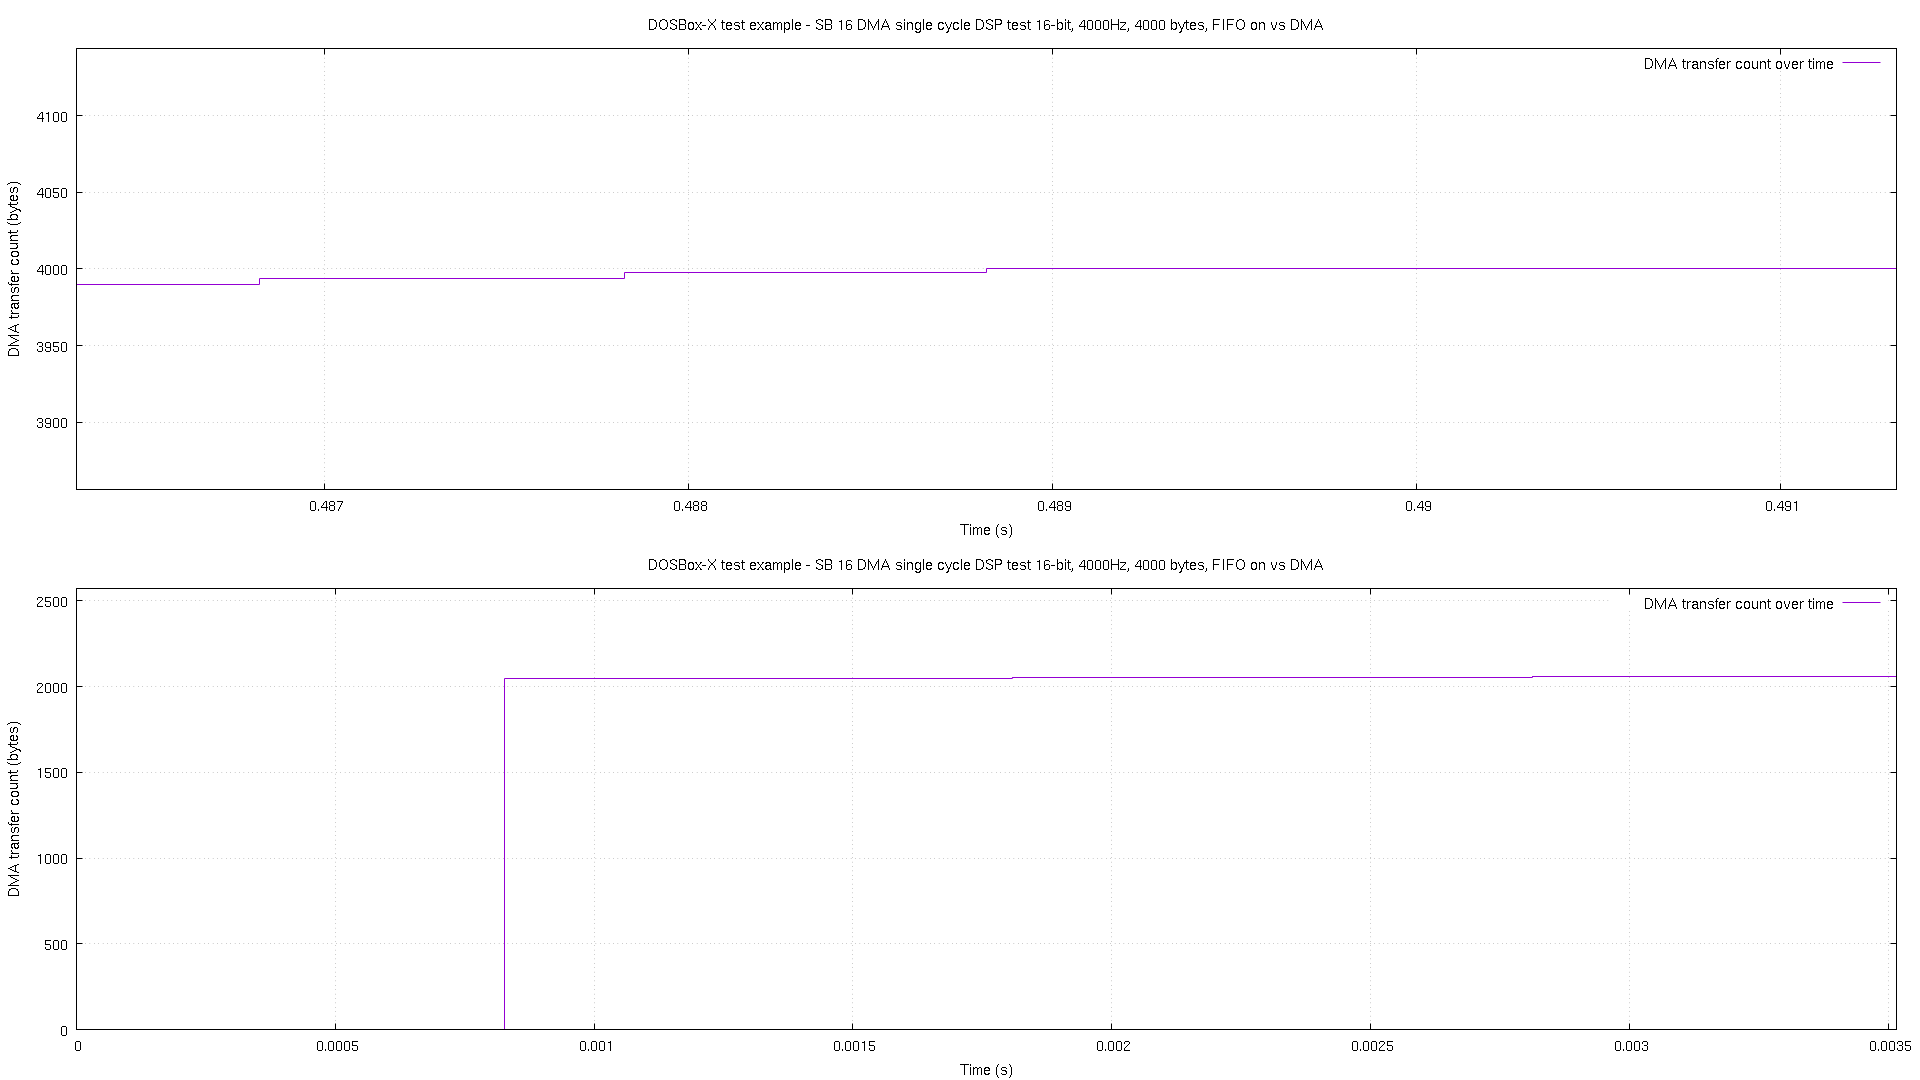 DOSBox-X test example - SB 16 DMA single cycle DSP test 16-bit, 4000Hz, 4000 bytes, FIFO on vs DMA
DMA transfer count over time
DMA transfer count (bytes)
4100
4050
4000
3950
3900
0.487 0.488 0.489 0.49 0.491
Time (s)
DOSBox-X test example - SB 16 DMA single cycle DSP test 16-bit, 4000Hz, 4000 bytes, FIFO on vs DMA
DMA transfer count over time
DMA transfer count (bytes)
2500
2000
1500
1000
500
0
0 0.0005 0.001 0.0015 0.002 0.0025 0.003 0.0035
Time (s)